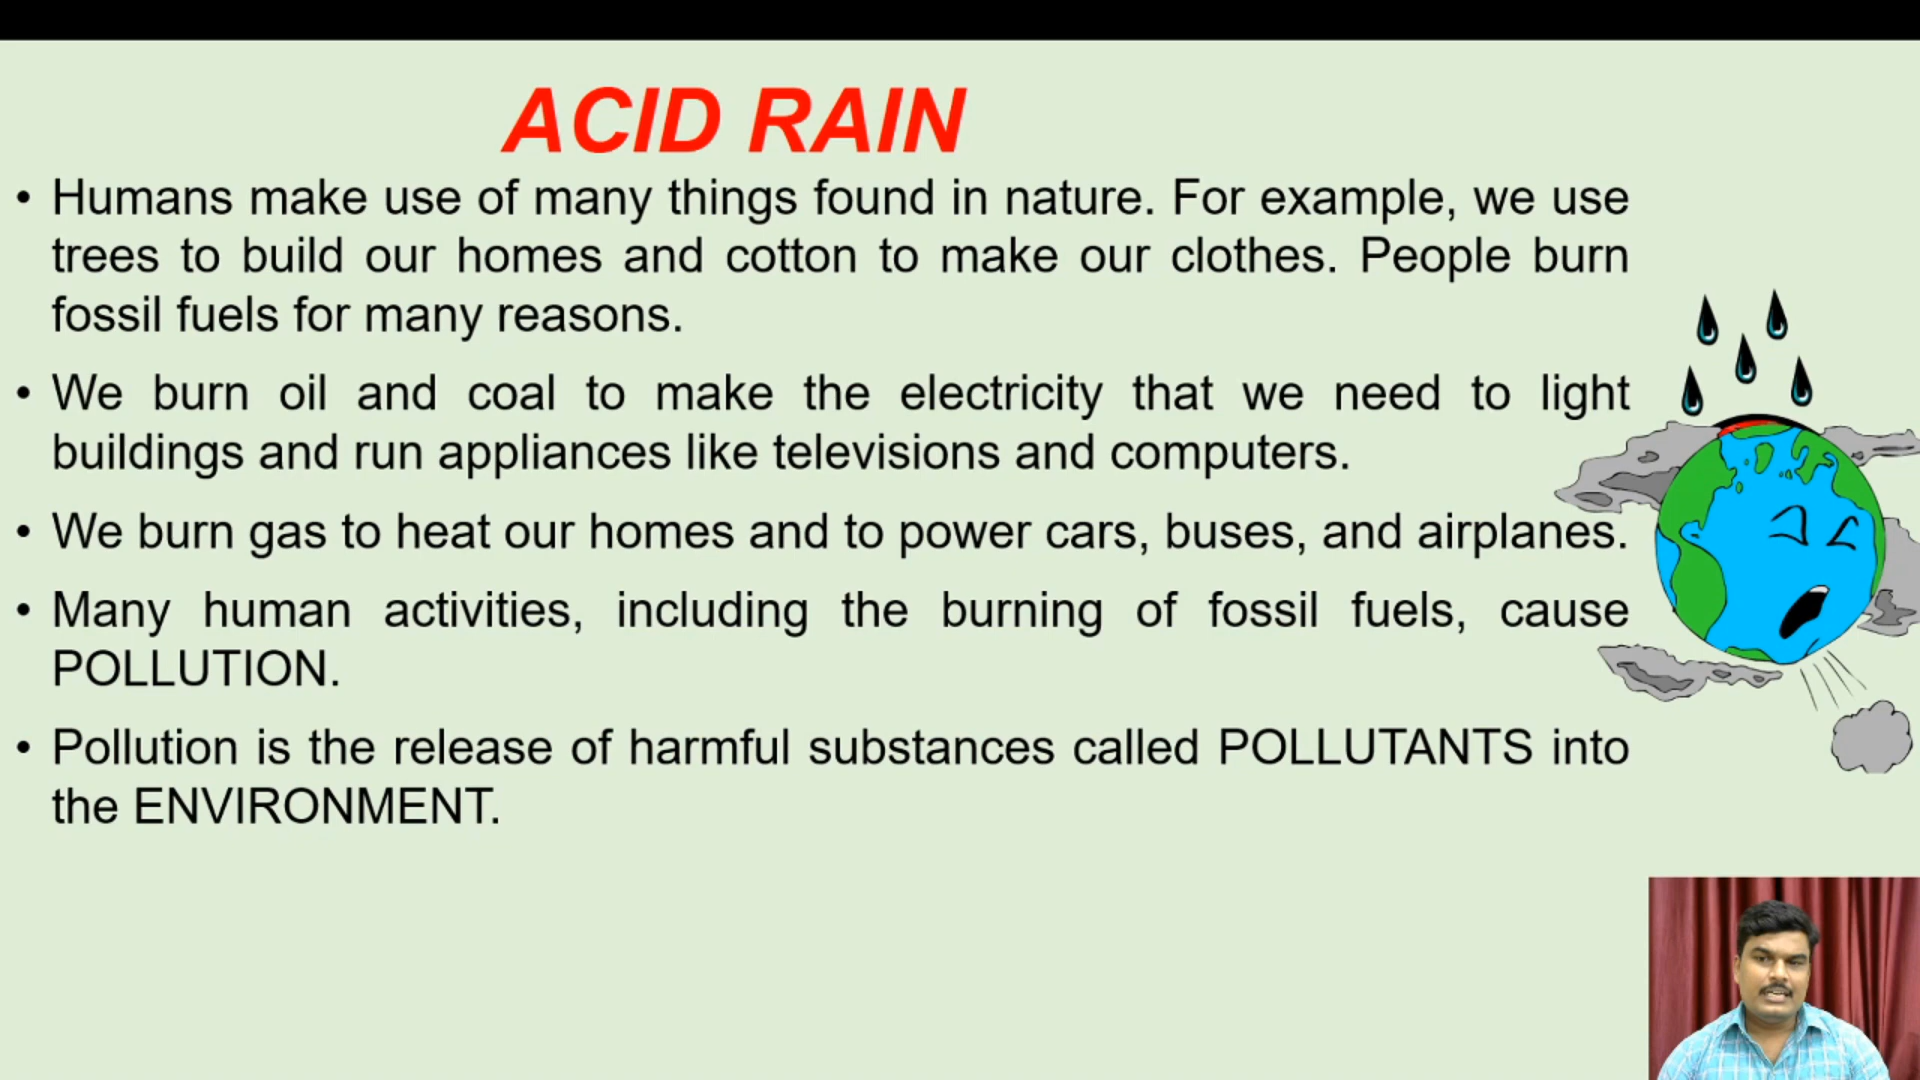 ACID RAIN
• Humans make use of many things found in nature. For example, we use
trees to build our homes and cotton to make our clothes. People burn
fossil fuels for many reasons.
• We burn oil and coal to make the electricity that we need to light
buildings and run appliances like televisions and computers.
• We burn gas to heat our homes and to power cars, buses, and airplanes.
• Many human activities, including the burning of fossil fuels, cause
POLLUTION.
• Pollution is the release of harmful substances called POLLUTANTS into
the ENVIRONMENT.